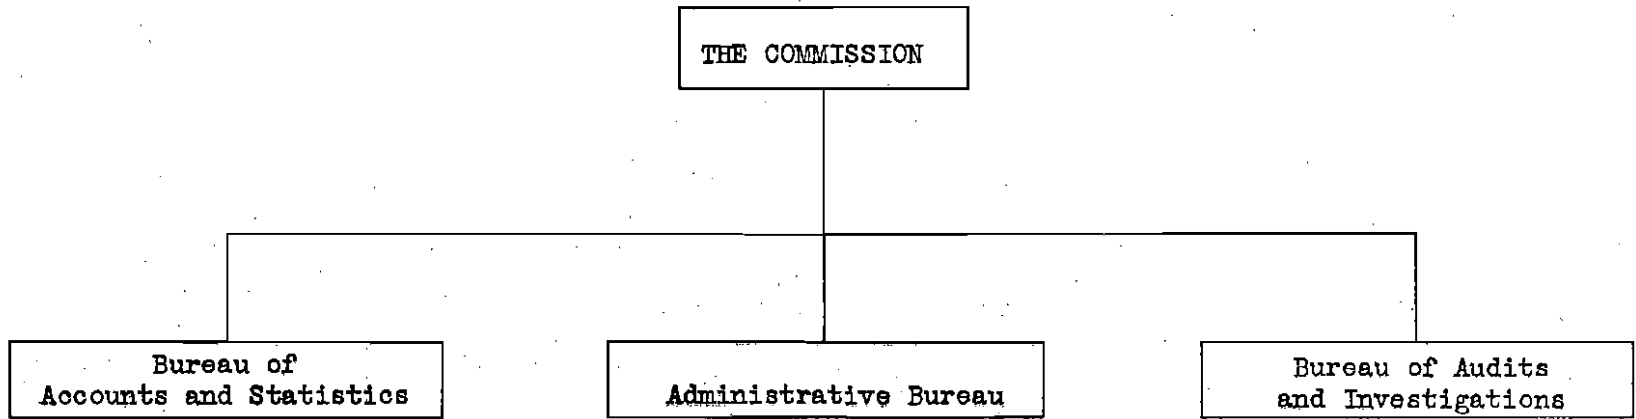 THE COMMISSION
Bureau of
Accounts and Statistics
Administrative Bureau
Bureau of Audits
and Investigations